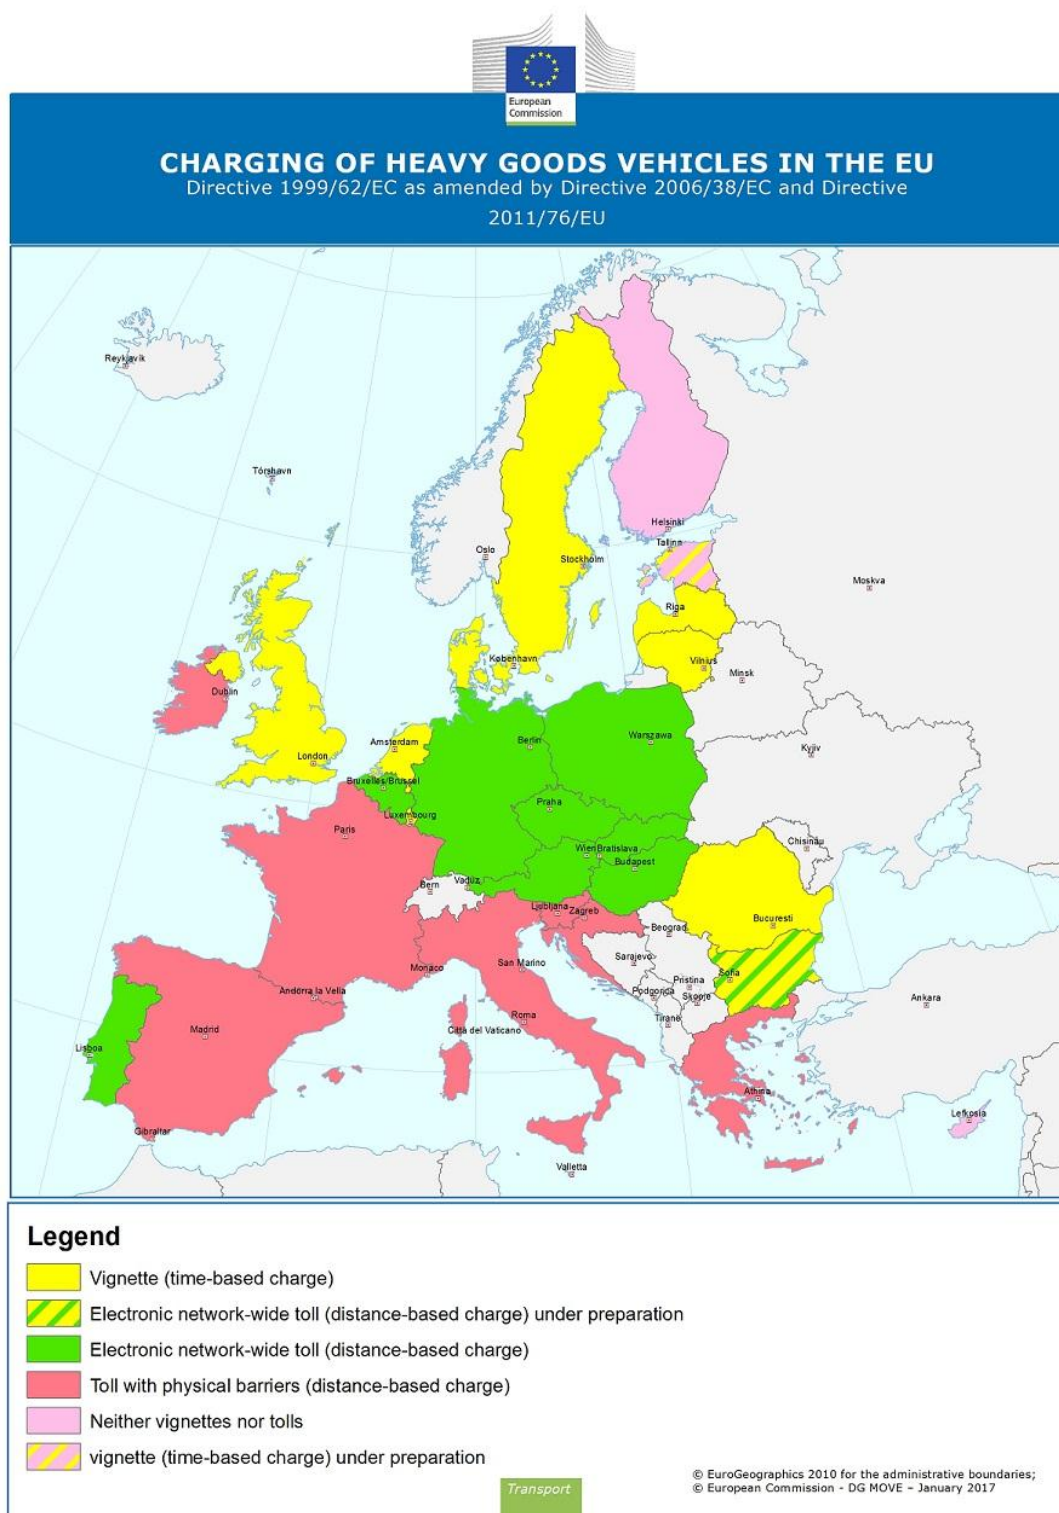 European
Commission
CHARGING OF HEAVY GOODS VEHICLES IN THE EU
Directive 1999/62/EC as amended by Directive 2006/38/EC and Directive
2011/76/EU
Reykjavik
Tórshavn
Helsinki
Tallinn
Oslo
Stockholm
Moskva
Riga
København
Vilnius
Minsk
Dublin
Amsterdam
Berlin
Warszawa
London
Kyjiv
Bruxelles/Brussel
Praha
Luxembourg
Paris
Chisinău
Wien
Bratislava
Budapest
Bern
Vaduz
Ljubljana
Zagreb
Bucuresti
Beograd
San Marino
Sarajevo
Monaco
Sofia
Pristina
Andorra la Vella
Podgorica
Skopje
Ankara
Roma
Tirane
Città del Vaticano
Madrid
Lisboa
Athina
Lefkosia
Gibraltar
Valletta
Legend
Vignette (time-based charge)
Electronic network-wide toll (distance-based charge) under preparation
Electronic network-wide toll (distance-based charge)
Toll with physical barriers (distance-based charge)
Neither vignettes nor tolls
vignette (time-based charge) under preparation
Transport
© EuroGeographics 2010 for the administrative boundaries;
© European Commission - DG MOVE – January 2017